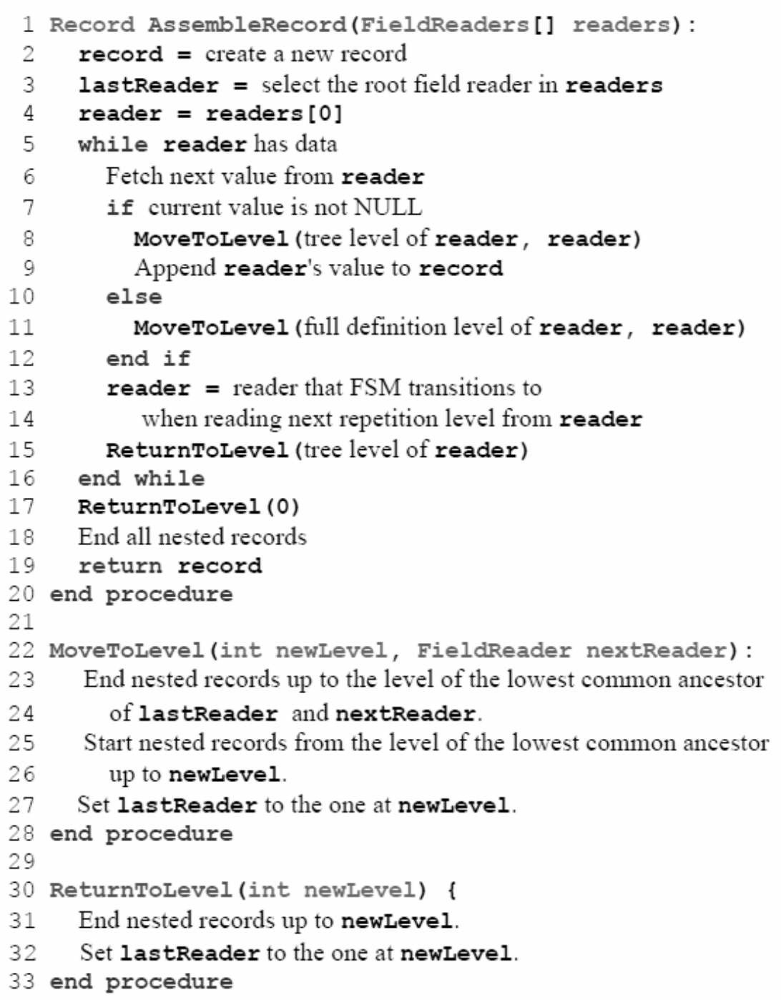 1 Record AssembleRecord(FieldReaders[] readers):
2 record = create a new record
3 lastReader = select the root field reader in readers
4 reader = readers[0]
5 while reader has data
6 Fetch next value from reader
7 if current value is not NULL
8 MoveToLevel(tree level of reader, reader)
9 Append reader's value to record
10 else
11 MoveToLevel(full definition level of reader, reader)
12 end if
13 reader = reader that FSM transitions to
14 when reading next repetition level from reader
15 ReturnToLevel(tree level of reader)
16 end while
17 ReturnToLevel(0)
18 End all nested records
19 return record
20 end procedure
21
22 MoveToLevel(int newLevel, FieldReader nextReader):
23 End nested records up to the level of the lowest common ancestor
24 of lastReader and nextReader.
25 Start nested records from the level of the lowest common ancestor
26 up to newLevel.
27 Set lastReader to the one at newLevel.
28 end procedure
29
30 ReturnToLevel(int newLevel) {
31 End nested records up to newLevel.
32 Set lastReader to the one at newLevel.
33 end procedure